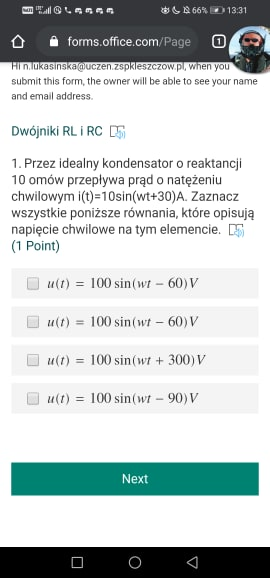 66% 13:31
forms.office.com/Page 1
Hi n.lukasinska@uczen.zspkleszczow.pl, when you
submit this form, the owner will be able to see your name
and email address.
Dwójniki RL i RC
1. Przez idealny kondensator o reaktancji
10 omów przepływa prąd o natężeniu
chwilowym i(t)=10sin(wt+30)A. Zaznacz
wszystkie poniższe równania, które opisują
napięcie chwilowe na tym elemencie.
(1 Point)
u(t) = 100 sin(wt − 60)V
u(t) = 100 sin(wt − 60)V
u(t) = 100 sin(wt + 300)V
u(t) = 100 sin(wt − 90)V
Next